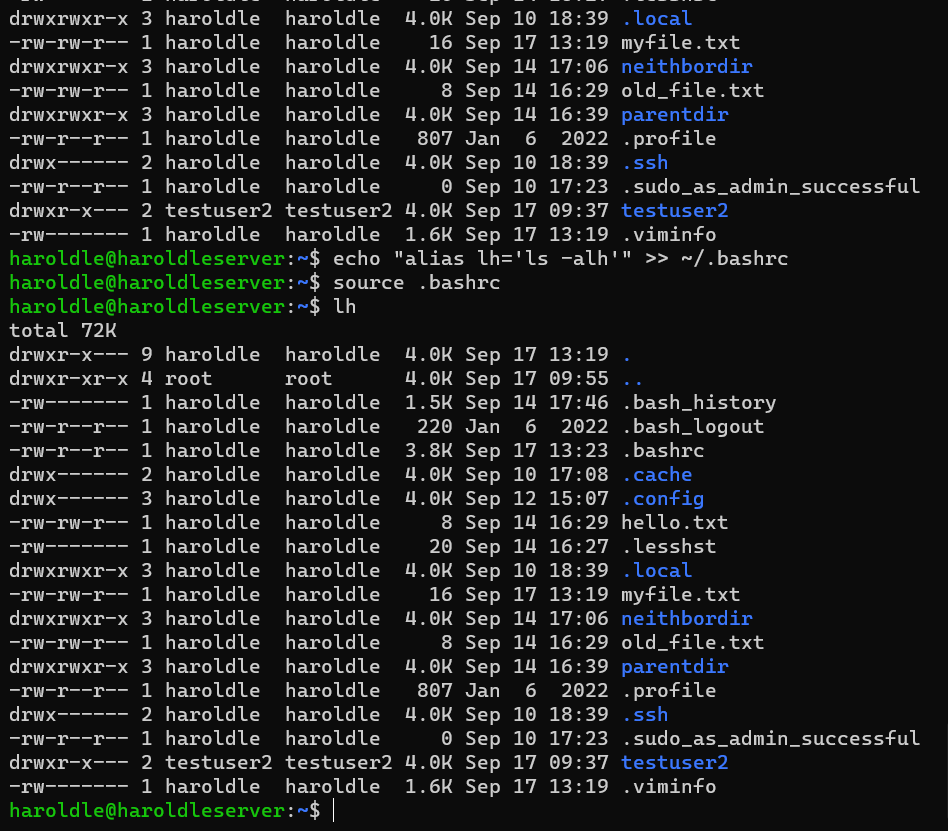 drwxrwxr-x 3 haroldle  haroldle  4.0K Sep 10 18:39 .local
-rw-rw-r-- 1 haroldle  haroldle    16 Sep 17 13:19 myfile.txt
drwxrwxr-x 3 haroldle  haroldle  4.0K Sep 14 17:06 neithbordir
-rw-rw-r-- 1 haroldle  haroldle     8 Sep 14 16:29 old_file.txt
drwxrwxr-x 3 haroldle  haroldle  4.0K Sep 14 16:39 parentdir
-rw-r--r-- 1 haroldle  haroldle   807 Jan  6  2022 .profile
drwx------ 2 haroldle  haroldle  4.0K Sep 10 18:39 .ssh
-rw-r--r-- 1 haroldle  haroldle     0 Sep 10 17:23 .sudo_as_admin_successful
drwxr-x--- 2 testuser2 testuser2 4.0K Sep 17 09:37 testuser2
-rw------- 1 haroldle  haroldle  1.6K Sep 17 13:19 .viminfo
haroldle@haroldleserver:~$ echo "alias lh='ls -alh'" >> ~/.bashrc
haroldle@haroldleserver:~$ source .bashrc
haroldle@haroldleserver:~$ lh
total 72K
drwxr-x--- 9 haroldle  haroldle  4.0K Sep 17 13:19 .
drwxr-xr-x 4 root      root      4.0K Sep 17 09:55 ..
-rw------- 1 haroldle  haroldle  1.5K Sep 14 17:46 .bash_history
-rw-r--r-- 1 haroldle  haroldle   220 Jan  6  2022 .bash_logout
-rw-r--r-- 1 haroldle  haroldle  3.8K Sep 17 13:23 .bashrc
drwx------ 2 haroldle  haroldle  4.0K Sep 10 17:08 .cache
drwx------ 3 haroldle  haroldle  4.0K Sep 12 15:07 .config
-rw-rw-r-- 1 haroldle  haroldle     8 Sep 14 16:29 hello.txt
-rw------- 1 haroldle  haroldle    20 Sep 14 16:27 .lesshst
drwxrwxr-x 3 haroldle  haroldle  4.0K Sep 10 18:39 .local
-rw-rw-r-- 1 haroldle  haroldle    16 Sep 17 13:19 myfile.txt
drwxrwxr-x 3 haroldle  haroldle  4.0K Sep 14 17:06 neithbordir
-rw-rw-r-- 1 haroldle  haroldle     8 Sep 14 16:29 old_file.txt
drwxrwxr-x 3 haroldle  haroldle  4.0K Sep 14 16:39 parentdir
-rw-r--r-- 1 haroldle  haroldle   807 Jan  6  2022 .profile
drwx------ 2 haroldle  haroldle  4.0K Sep 10 18:39 .ssh
-rw-r--r-- 1 haroldle  haroldle     0 Sep 10 17:23 .sudo_as_admin_successful
drwxr-x--- 2 testuser2 testuser2 4.0K Sep 17 09:37 testuser2
-rw------- 1 haroldle  haroldle  1.6K Sep 17 13:19 .viminfo
haroldle@haroldleserver:~$